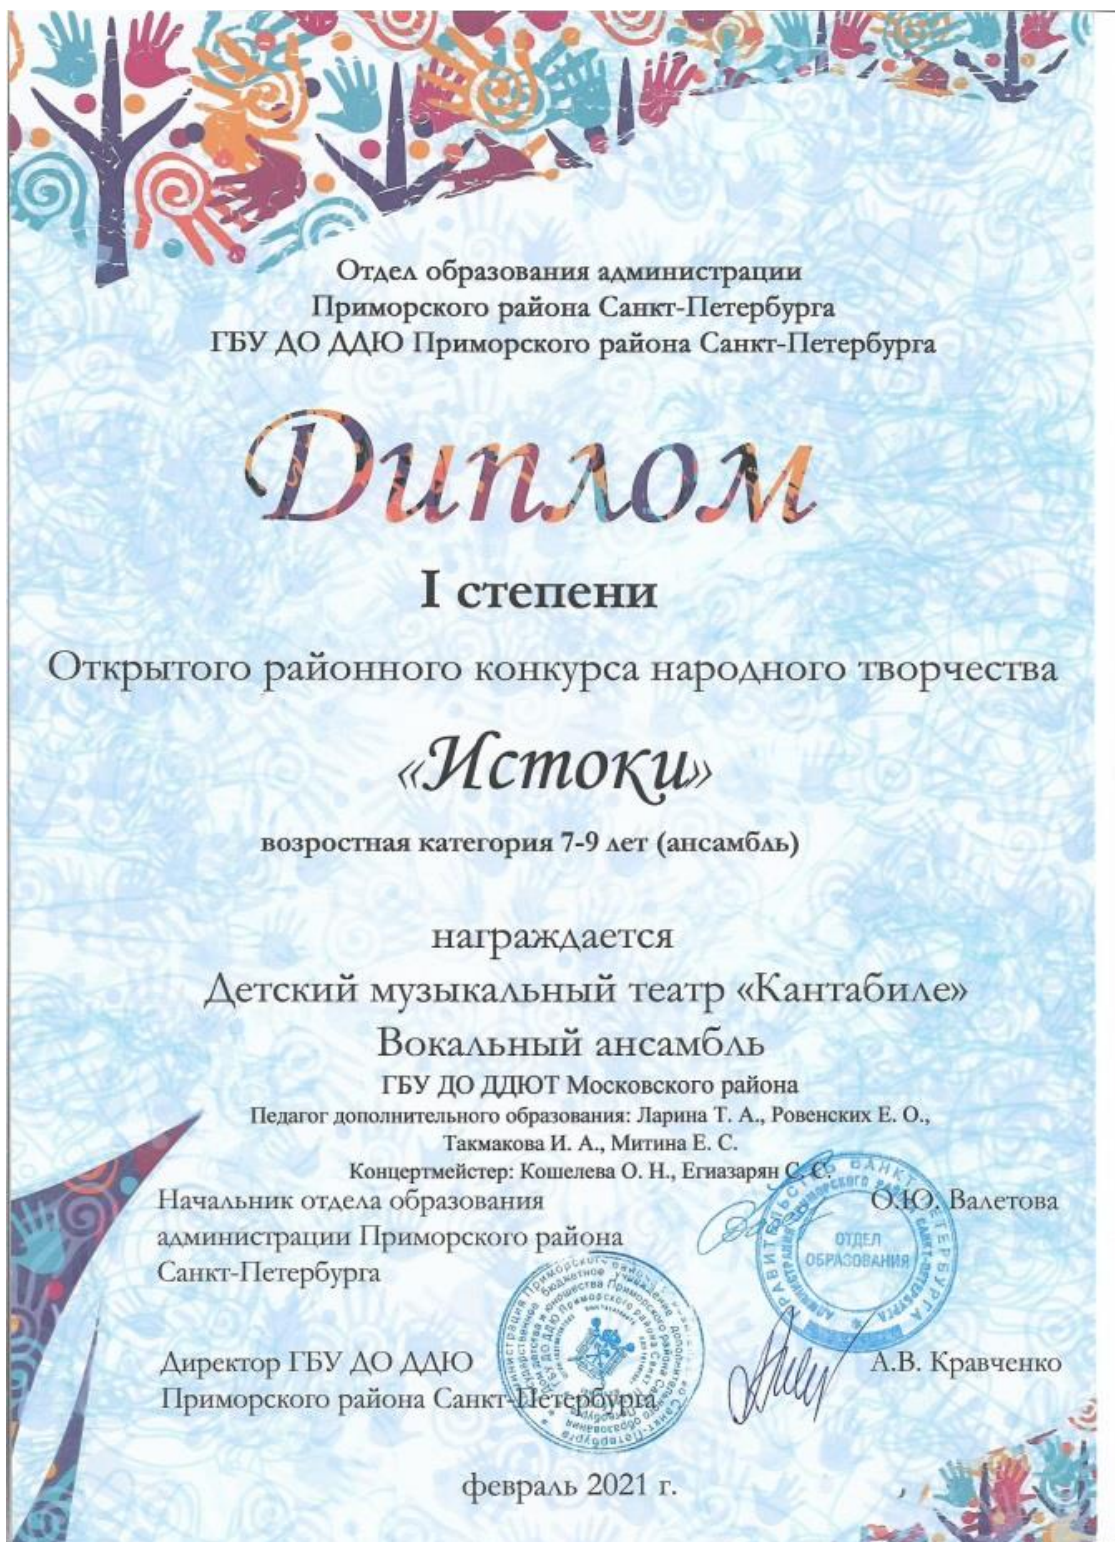 Отдел образования администрации
Приморского района Санкт-Петербурга
ГБУ ДО ДДЮ Приморского района Санкт-Петербурга
Диплом
I степени
Открытого районного конкурса народного творчества
«Истоки»
возростная категория 7-9 лет (ансамбль)
награждается
Детский музыкальный театр «Кантабиле»
Вокальный ансамбль
ГБУ ДО ДДЮТ Московского района
Педагог дополнительного образования: Ларина Т. А., Ровенских Е. О.,
Такмакова И. А., Митина Е. С.
Концертмейстер: Кошелева О. Н., Егиазарян С. С.
Начальник отдела образования
администрации Приморского района
Санкт-Петербурга
О.Ю. Валетова
ОТДЕЛ
ОБРАЗОВАНИЯ
Директор ГБУ ДО ДДЮ
Приморского района Санкт-Петербурга
А.В. Кравченко
февраль 2021 г.